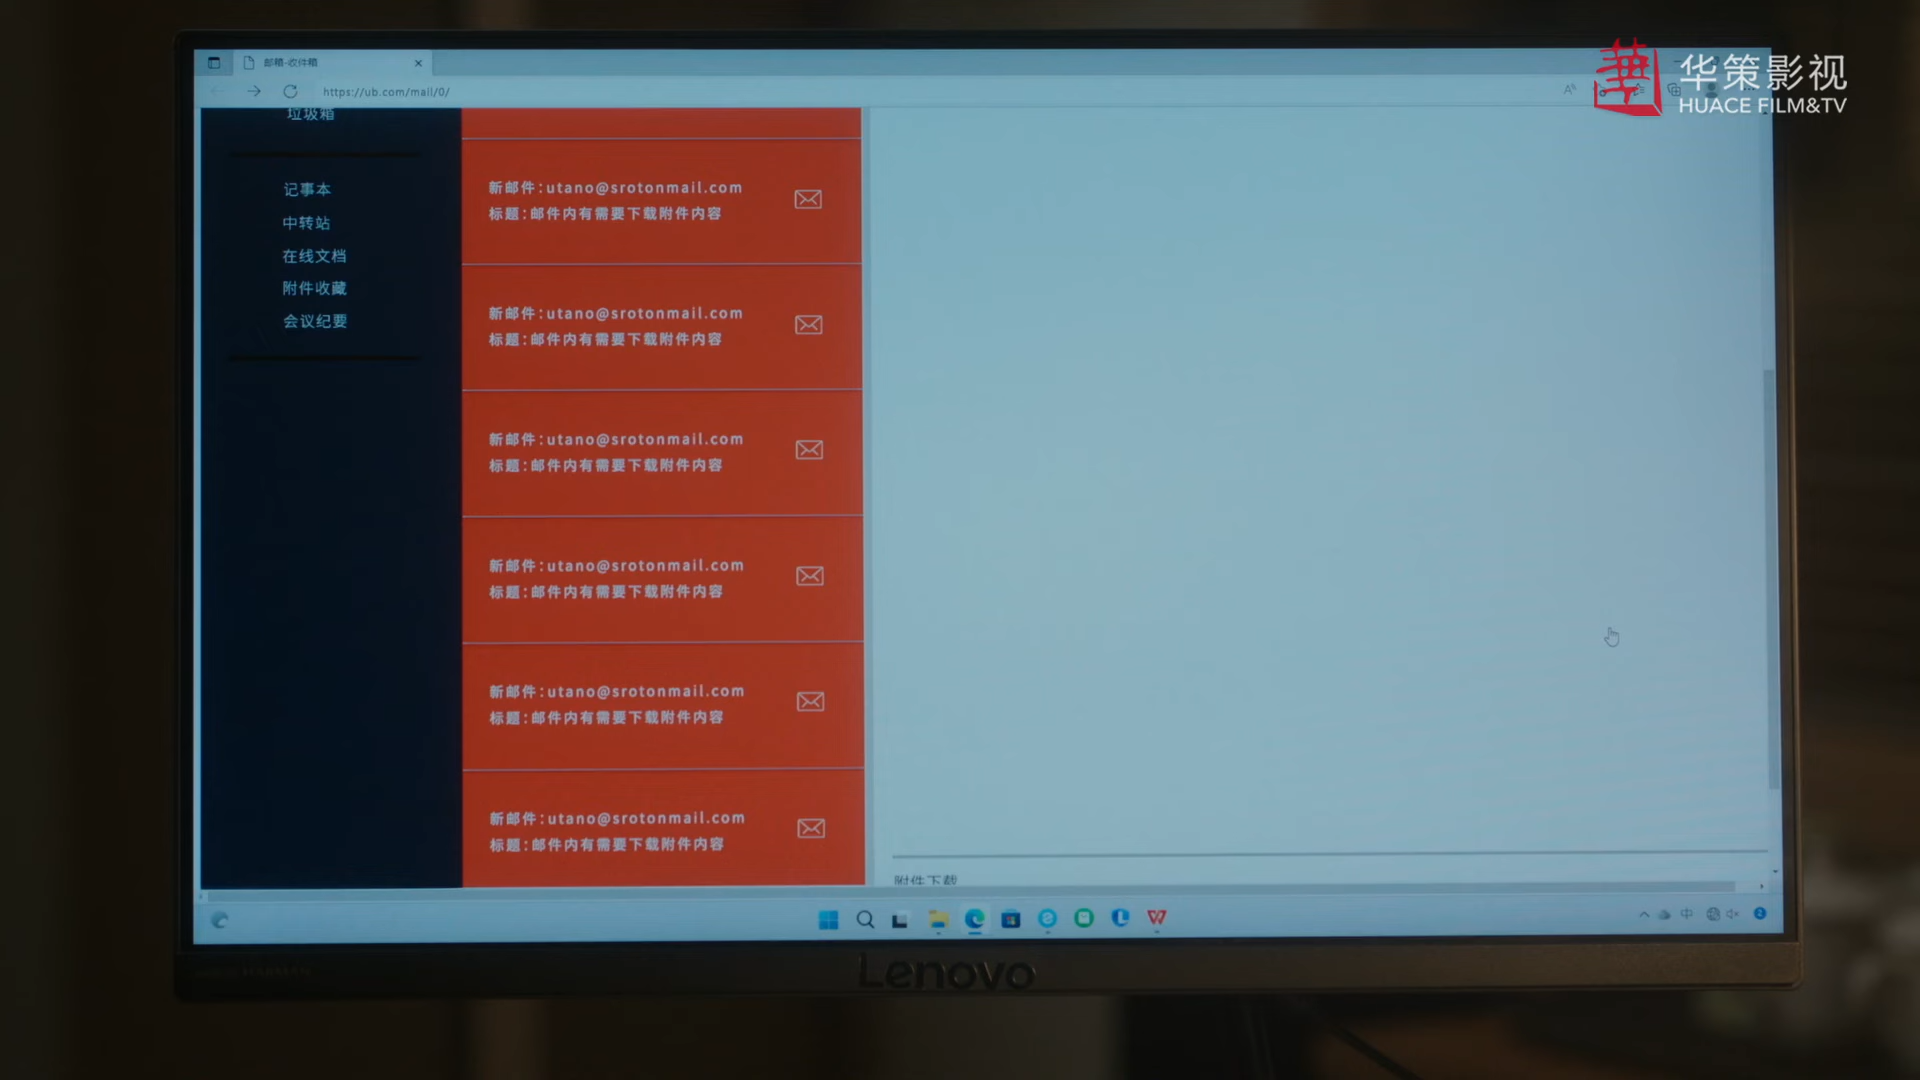 邮箱-收件箱
https://ub.com/mail/0/
华策影视
HUACE FILM&TV
垃圾箱
记事本
中转站
在线文档
附件收藏
会议纪要
新邮件:utano@srotonmail.com
标题:邮件内有需要下载附件内容
新邮件:utano@srotonmail.com
标题:邮件内有需要下载附件内容
新邮件:utano@srotonmail.com
标题:邮件内有需要下载附件内容
新邮件:utano@srotonmail.com
标题:邮件内有需要下载附件内容
新邮件:utano@srotonmail.com
标题:邮件内有需要下载附件内容
新邮件:utano@srotonmail.com
标题:邮件内有需要下载附件内容
附件下载
中
Lenovo